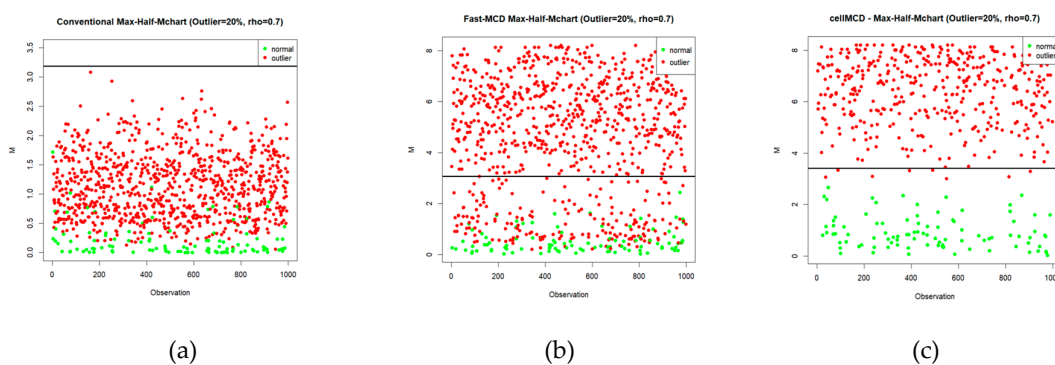 Conventional Max-Half-Mchart (Outlier=20%, rho=0.7)
normal
outlier
3.5
3.0
2.5
2.0
1.5
1.0
0.5
0.0
M
0
200
400
600
800
1000
Observation
(a)
Fast-MCD Max-Half-Mchart (Outlier=20%, rho=0.7)
normal
outlier
8
6
4
2
0
M
0
200
400
600
800
1000
Observation
(b)
cellMCD - Max-Half-Mchart (Outlier=20%, rho=0.7)
normal
outlier
8
6
4
2
0
M
0
200
400
600
800
1000
Observation
(c)